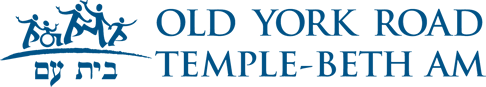 OLD YORK ROAD
TEMPLE-BETH AM
בית עם